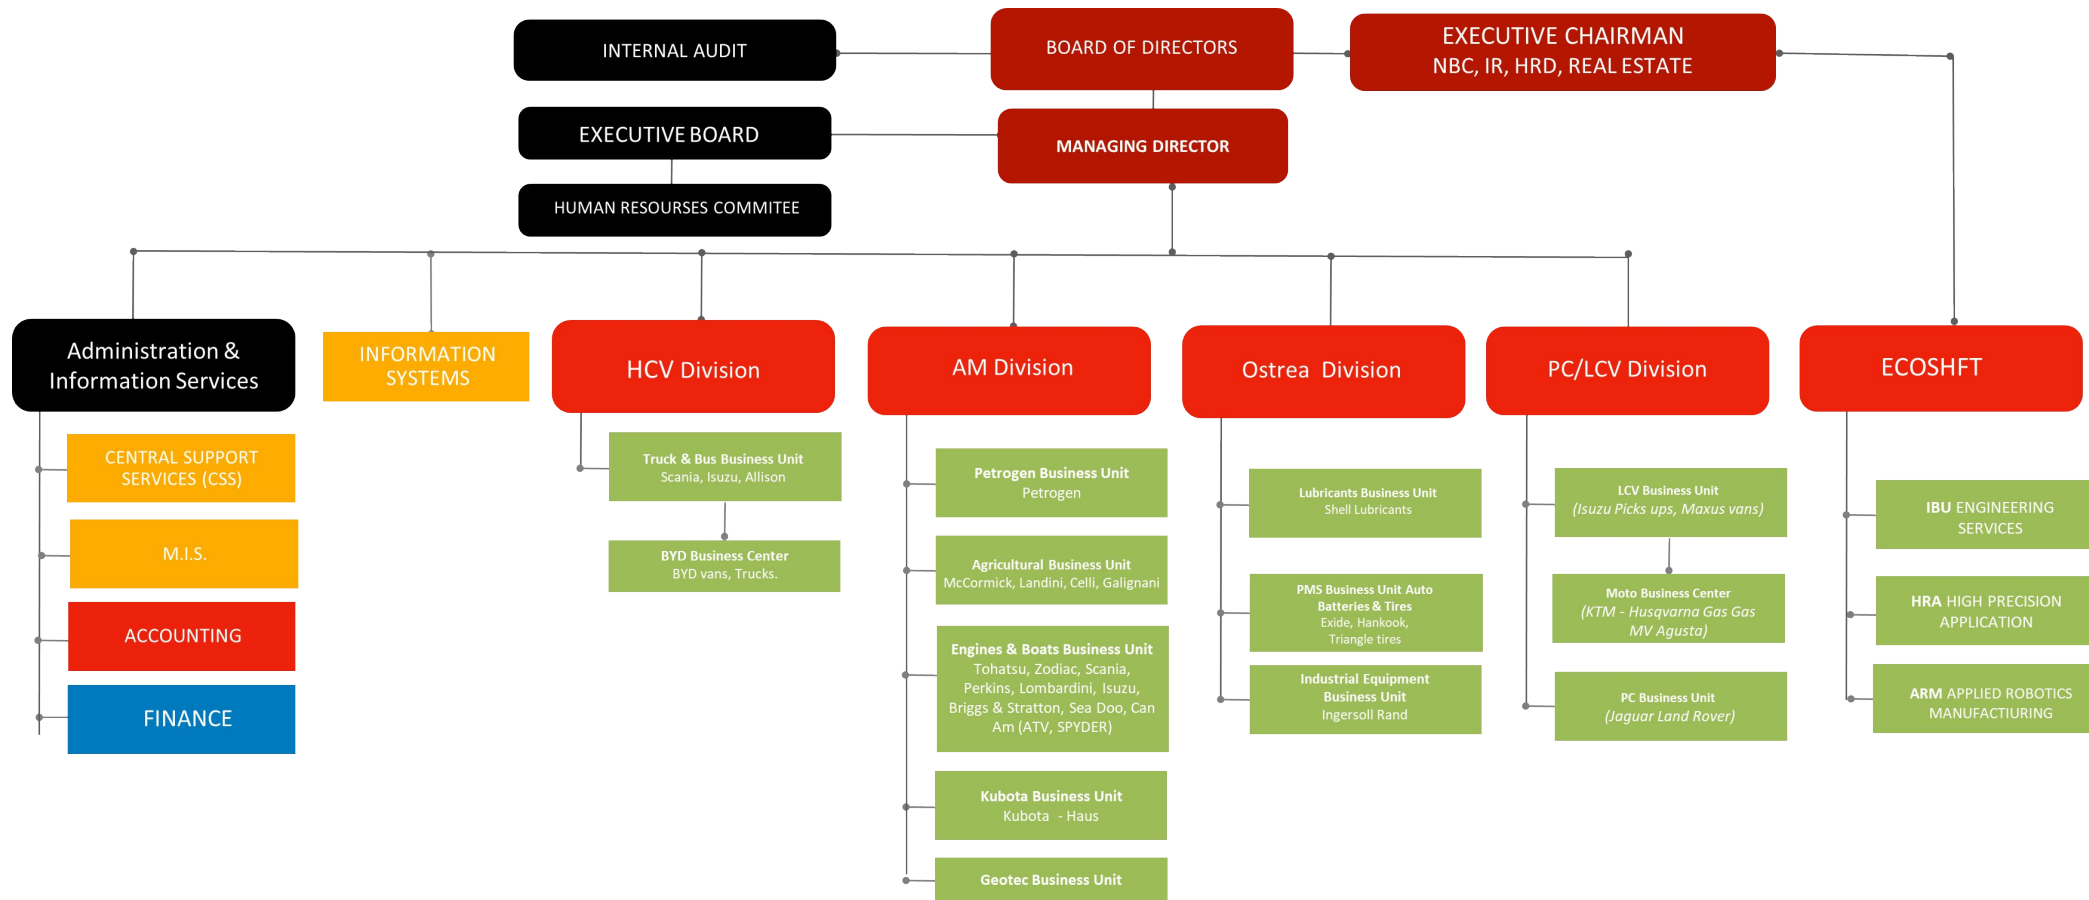 INTERNAL AUDIT
BOARD OF DIRECTORS
EXECUTIVE CHAIRMAN
NBC, IR, HRD, REAL ESTATE
EXECUTIVE BOARD
MANAGING DIRECTOR
HUMAN RESOURSES COMMITEE
Administration &
Information Services
CENTRAL SUPPORT
SERVICES (CSS)
M.I.S.
ACCOUNTING
FINANCE
INFORMATION
SYSTEMS
HCV Division
Truck & Bus Business Unit
Scania, Isuzu, Allison
BYD Business Center
BYD vans, Trucks.
AM Division
Petrogen Business Unit
Petrogen
Agricultural Business Unit
McCormick, Landini, Celli, Galignani
Engines & Boats Business Unit
Tohatsu, Zodiac, Scania,
Perkins, Lombardini, Isuzu,
Briggs & Stratton, Sea Doo, Can
Am (ATV, SPYDER)
Kubota Business Unit
Kubota - Haus
Geotec Business Unit
Ostrea Division
Lubricants Business Unit
Shell Lubricants
PMS Business Unit Auto
Batteries & Tires
Exide, Hankook,
Triangle tires
Industrial Equipment
Business Unit
Ingersoll Rand
PC/LCV Division
LCV Business Unit
(Isuzu Picks ups, Maxus vans)
Moto Business Center
(KTM - Husqvarna Gas Gas
MV Agusta)
PC Business Unit
(Jaguar Land Rover)
ECOSHFT
IBU ENGINEERING
SERVICES
HRA HIGH PRECISION
APPLICATION
ARM APPLIED ROBOTICS
MANUFACTIURING